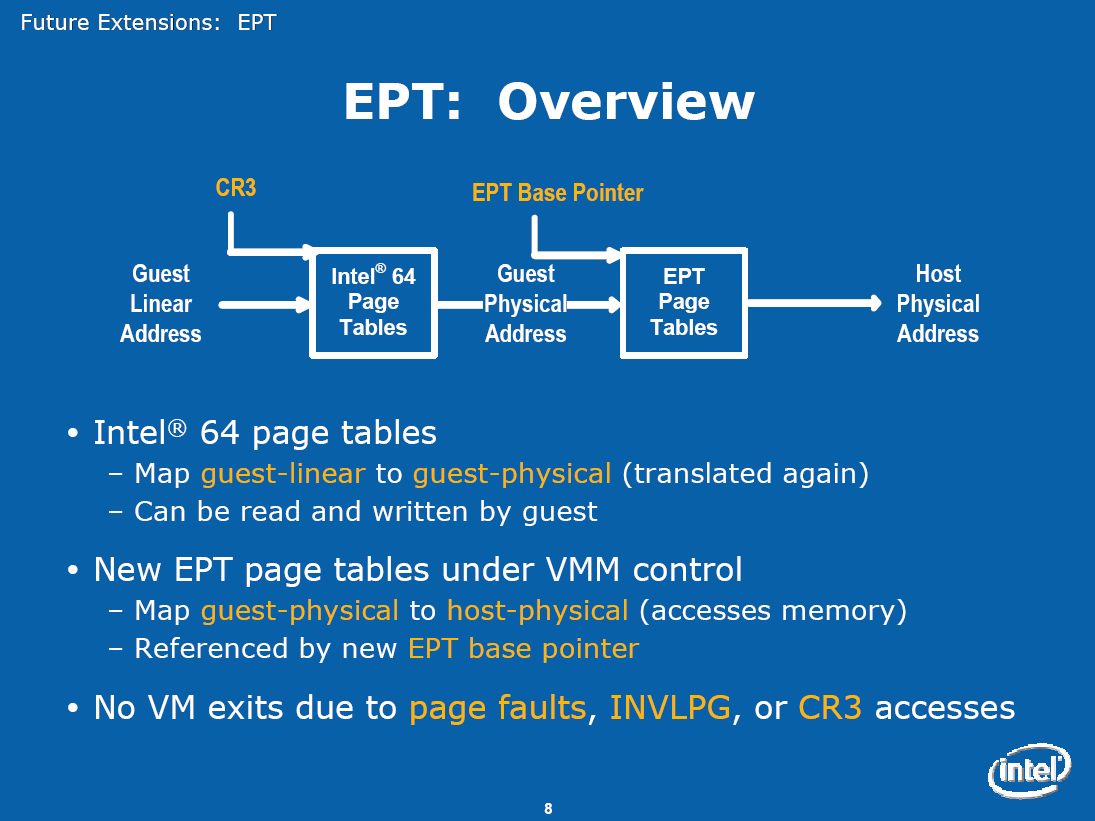 Future Extensions: EPT
EPT: Overview
CR3
EPT Base Pointer
Guest
Linear
Address
Intel® 64
Page
Tables
Guest
Physical
Address
EPT
Page
Tables
Host
Physical
Address
• Intel® 64 page tables
– Map guest-linear to guest-physical (translated again)
– Can be read and written by guest
• New EPT page tables under VMM control
– Map guest-physical to host-physical (accesses memory)
– Referenced by new EPT base pointer
• No VM exits due to page faults, INVLPG, or CR3 accesses
intel®
8